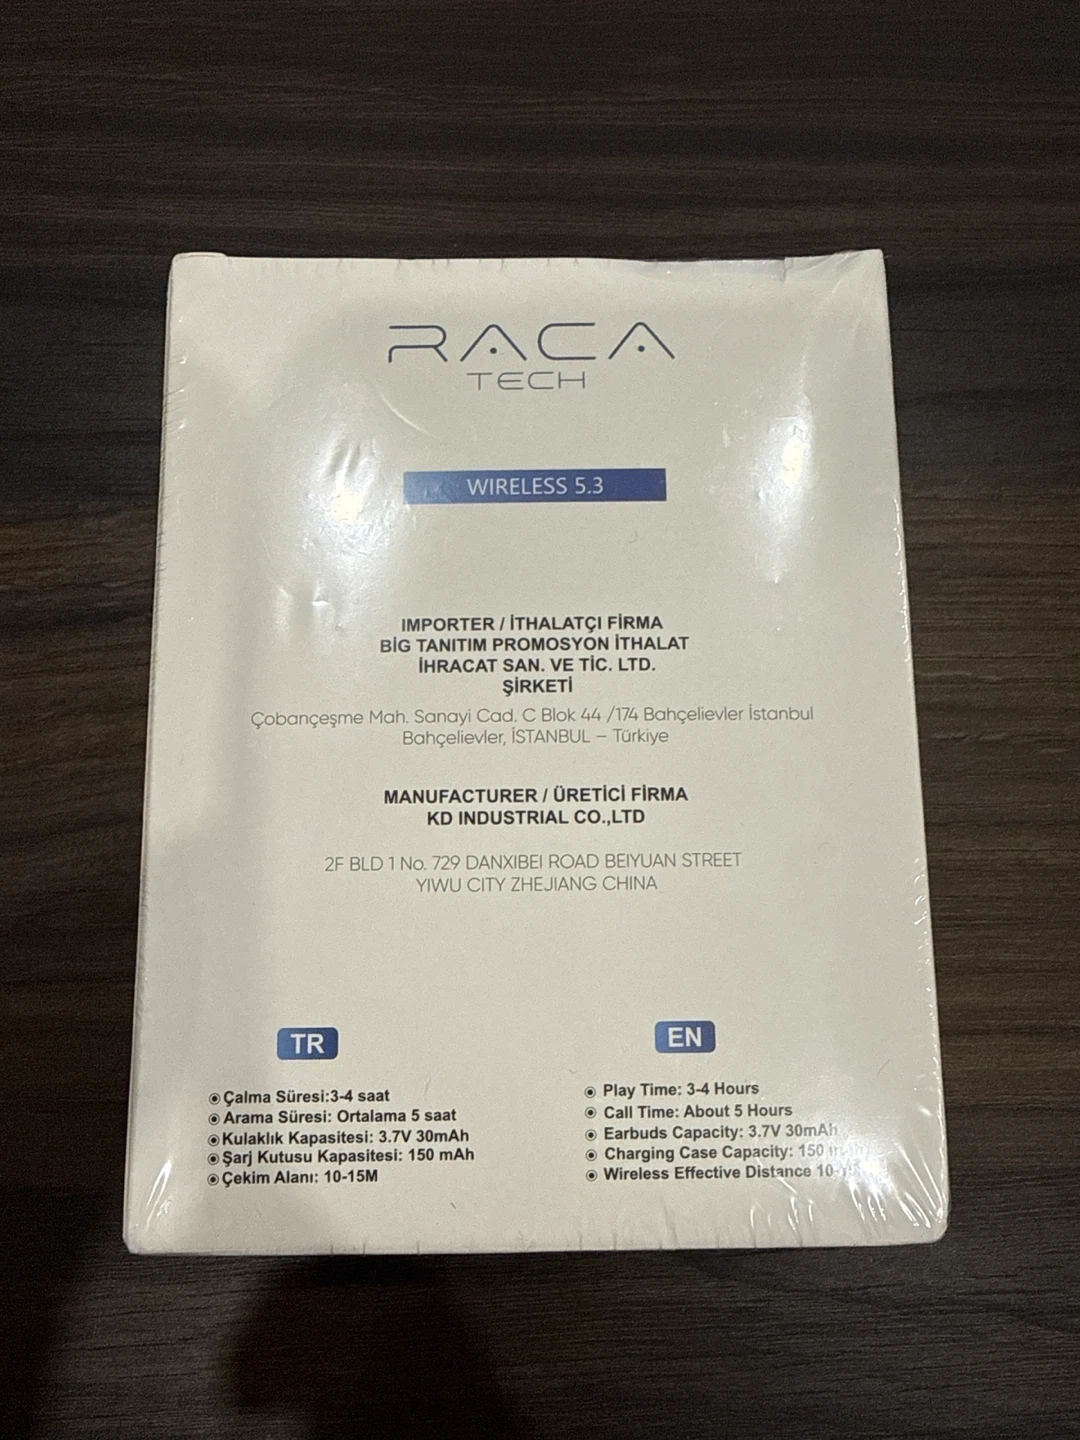 RACA
TECH
WIRELESS 5.3
IMPORTER / İTHALATÇI FİRMA
BİG TANITIM PROMOSYON İTHALAT
İHRACAT SAN. VE TİC. LTD.
ŞİRKETİ
Çobançeşme Mah. Sanayi Cad. C Blok 44 /174 Bahçelievler İstanbul
Bahçelievler, İSTANBUL – Türkiye
MANUFACTURER / ÜRETİCİ FİRMA
KD INDUSTRIAL CO.,LTD
2F BLD 1 No. 729 DANXIBEI ROAD BEIYUAN STREET
YIWU CITY ZHEJIANG CHINA
TR
Çalma Süresi:3-4 saat
Arama Süresi: Ortalama 5 saat
Kulaklık Kapasitesi: 3.7V 30mAh
Şarj Kutusu Kapasitesi: 150 mAh
Çekim Alanı: 10-15M
EN
Play Time: 3-4 Hours
Call Time: About 5 Hours
Earbuds Capacity: 3.7V 30mAh
Charging Case Capacity: 150
Wireless Effective Distance